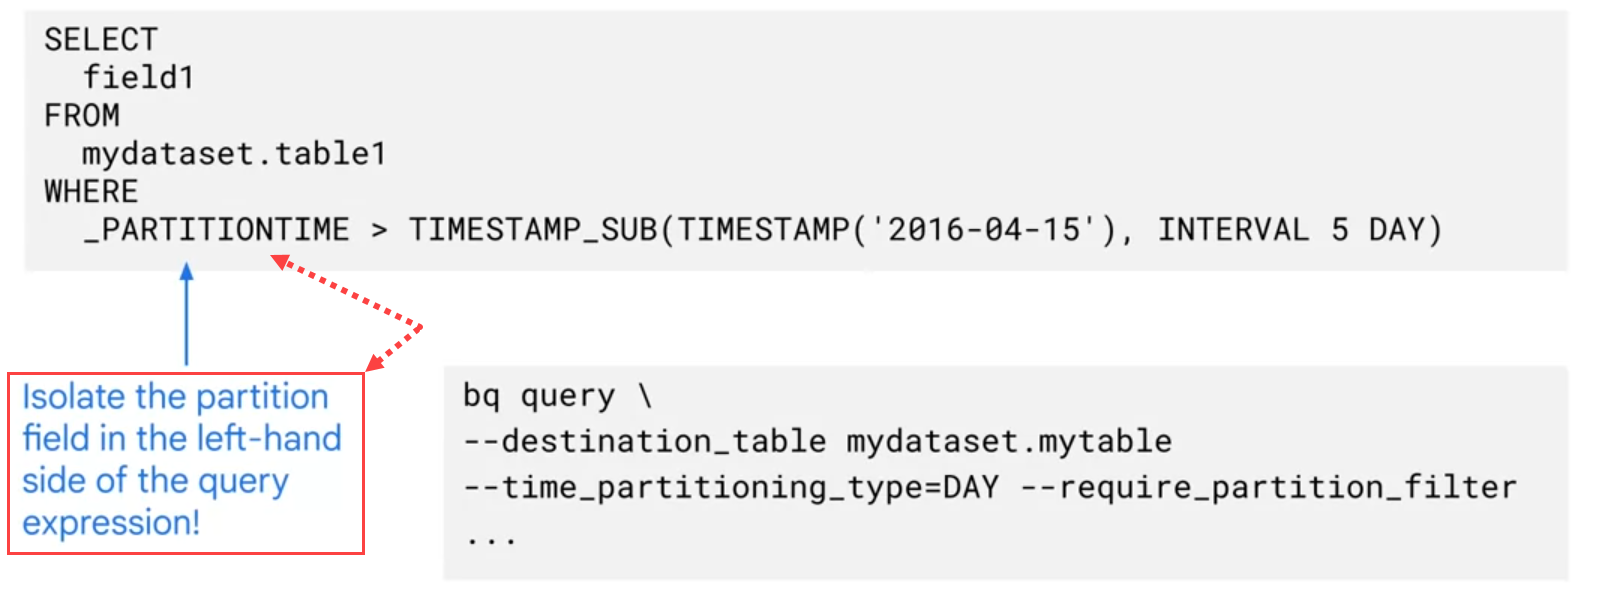 SELECT
  field1
FROM
  mydataset.table1
WHERE
  _PARTITIONTIME > TIMESTAMP_SUB(TIMESTAMP('2016-04-15'), INTERVAL 5 DAY)
Isolate the partition
field in the left-hand
side of the query
expression!
bq query \
--destination_table mydataset.mytable
--time_partitioning_type=DAY --require_partition_filter
...